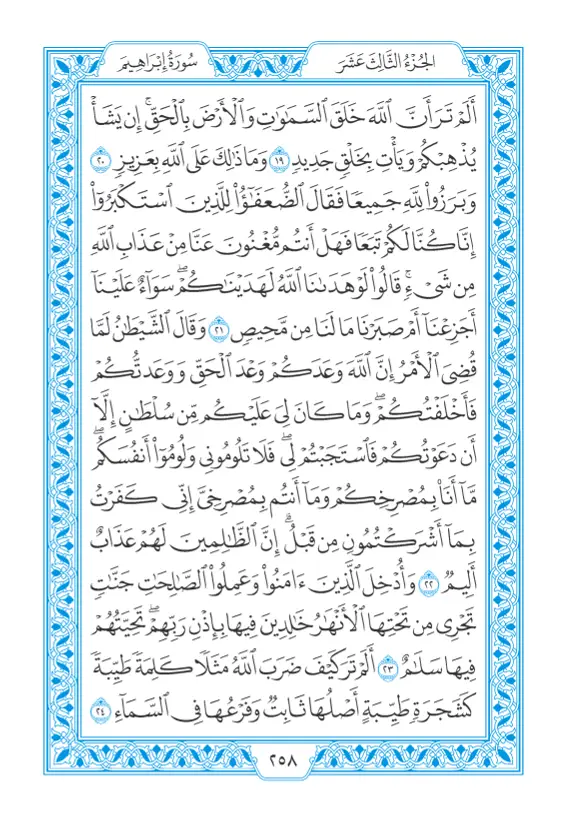 سُورَةُ إِبْرَاهِيمَ
الجُزْءُ الثَّالِثَ عَشَرَ
أَلَمْ تَرَ أَنَّ ٱللَّهَ خَلَقَ ٱلسَّمَٰوَٰتِ وَٱلْأَرْضَ بِٱلْحَقِّۚ إِن يَشَأْ
يُذْهِبْكُمْ وَيَأْتِ بِخَلْقٍ جَدِيدٍ ١٩ وَمَا ذَٰلِكَ عَلَى ٱللَّهِ بِعَزِيزٍ ٢٠
وَبَرَزُوا۟ لِلَّهِ جَمِيعًا فَقَالَ ٱلضُّعَفَٰٓؤُا۟ لِلَّذِينَ ٱسْتَكْبَرُوٓا۟
إِنَّا كُنَّا لَكُمْ تَبَعًا فَهَلْ أَنتُم مُّغْنُونَ عَنَّا مِنْ عَذَابِ ٱللَّهِ
مِن شَىْءٍۚ قَالُوا۟ لَوْ هَدَىٰنَا ٱللَّهُ لَهَدَيْنَٰكُمْۖ سَوَآءٌ عَلَيْنَآ
أَجَزِعْنَآ أَمْ صَبَرْنَا مَا لَنَا مِن مَّحِيصٍ ٢١ وَقَالَ ٱلشَّيْطَٰنُ لَمَّا
قُضِىَ ٱلْأَمْرُ إِنَّ ٱللَّهَ وَعَدَكُمْ وَعْدَ ٱلْحَقِّ وَوَعَدتُّكُمْ
فَأَخْلَفْتُكُمْۖ وَمَا كَانَ لِىَ عَلَيْكُم مِّن سُلْطَٰنٍ إِلَّآ
أَن دَعَوْتُكُمْ فَٱسْتَجَبْتُمْ لِىۖ فَلَا تَلُومُونِى وَلُومُوٓا۟ أَنفُسَكُمۖ
مَّآ أَنَا۠ بِمُصْرِخِكُمْ وَمَآ أَنتُم بِمُصْرِخِىَّۖ إِنِّى كَفَرْتُ
بِمَآ أَشْرَكْتُمُونِ مِن قَبْلُۗ إِنَّ ٱلظَّٰلِمِينَ لَهُمْ عَذَابٌ
أَلِيمٌ ٢٢ وَأُدْخِلَ ٱلَّذِينَ ءَامَنُوا۟ وَعَمِلُوا۟ ٱلصَّٰلِحَٰتِ جَنَّٰتٍ
تَجْرِى مِن تَحْتِهَا ٱلْأَنْهَٰرُ خَٰلِدِينَ فِيهَا بِإِذْنِ رَبِّهِمْۖ تَحِيَّتُهُمْ
فِيهَا سَلَٰمٌ ٢٣ أَلَمْ تَرَ كَيْفَ ضَرَبَ ٱللَّهُ مَثَلًا كَلِمَةً طَيِّبَةً
كَشَجَرَةٍ طَيِّبَةٍ أَصْلُهَا ثَابِتٌ وَفَرْعُهَا فِى ٱلسَّمَآءِ ٢٤
٢٥٨